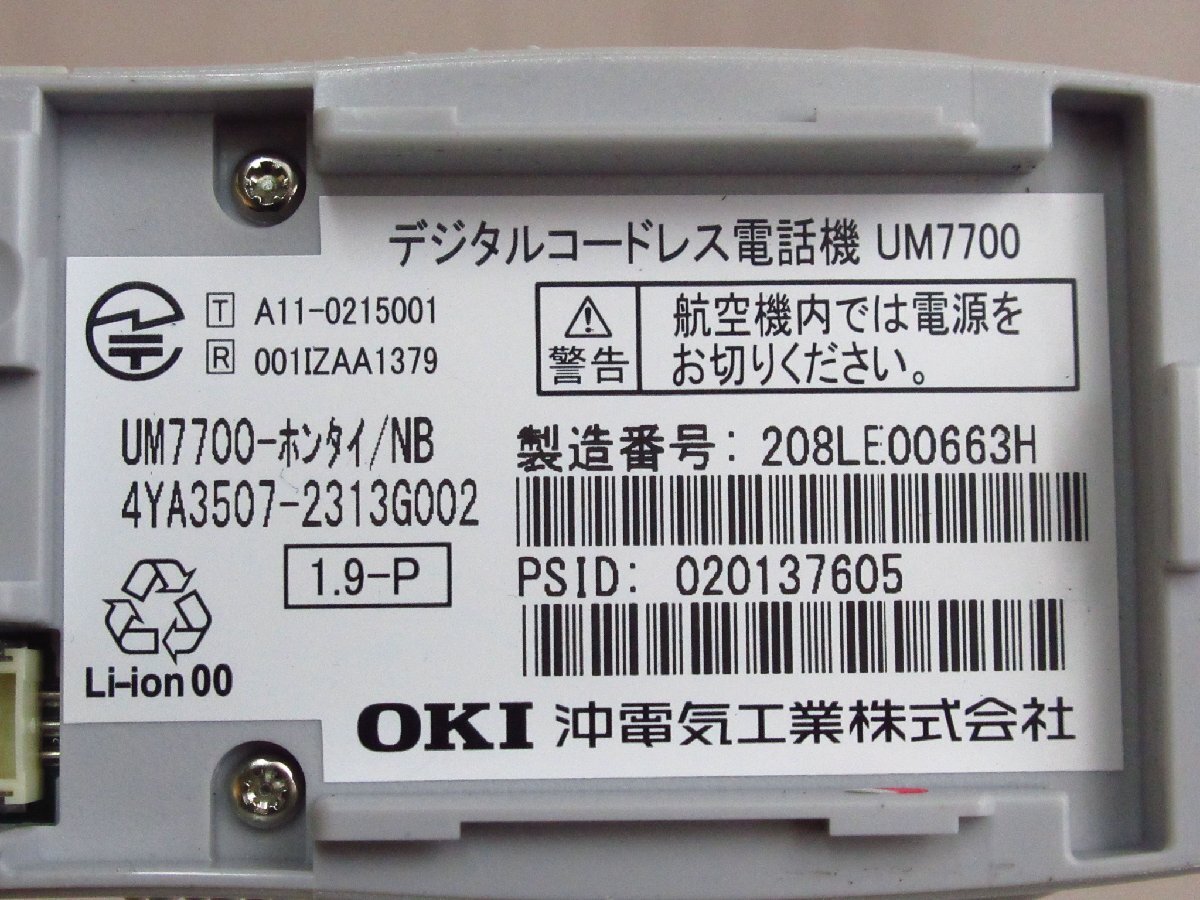 デジタルコードレス電話機 UM7700
T A11-0215001
R 001IZAA1379
警告
航空機内では電源を
お切りください。
UM7700-ホンタイ/NB
4YA3507-2313G002
製造番号: 208LE00663H
1.9-P
PSID: 020137605
Li-ion 00
OKI 沖電気工業株式会社